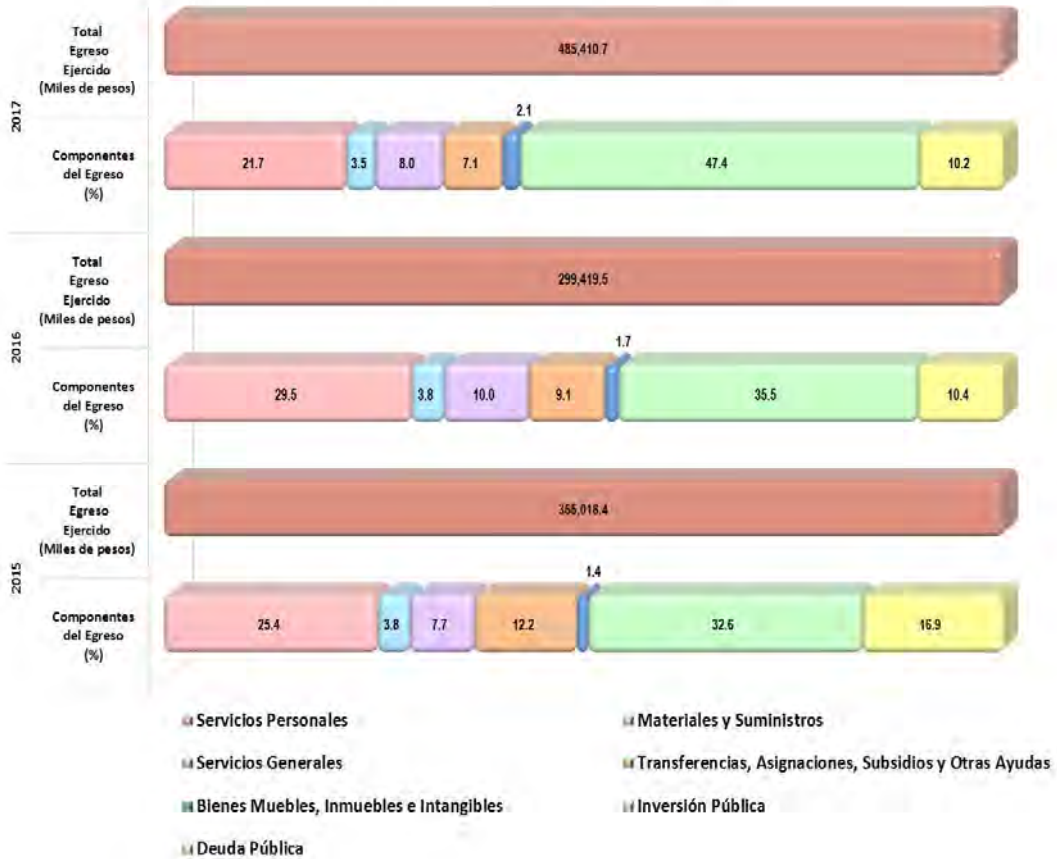 Total
Egreso
Ejercido
(Miles de pesos)
485,410.7
2017
2.1
Componentes
del Egreso
(%)
21.7 3.5 8.0 7.1 47.4 10.2
Total
Egreso
Ejercido
(Miles de pesos)
299,419.5
2016
1.7
Componentes
del Egreso
(%)
29.5 3.8 10.0 9.1 35.5 10.4
Total
Egreso
Ejercido
(Miles de pesos)
2015
1.4
Componentes
del Egreso
(%)
25.4 3.8 7.7 12.2 32.6 16.9
Servicios Personales Materiales y Suministros
Servicios Generales Transferencias, Asignaciones, Subsidios y Otras Ayudas
Bienes Muebles, Inmuebles e Intangibles Inversión Pública
Deuda Pública